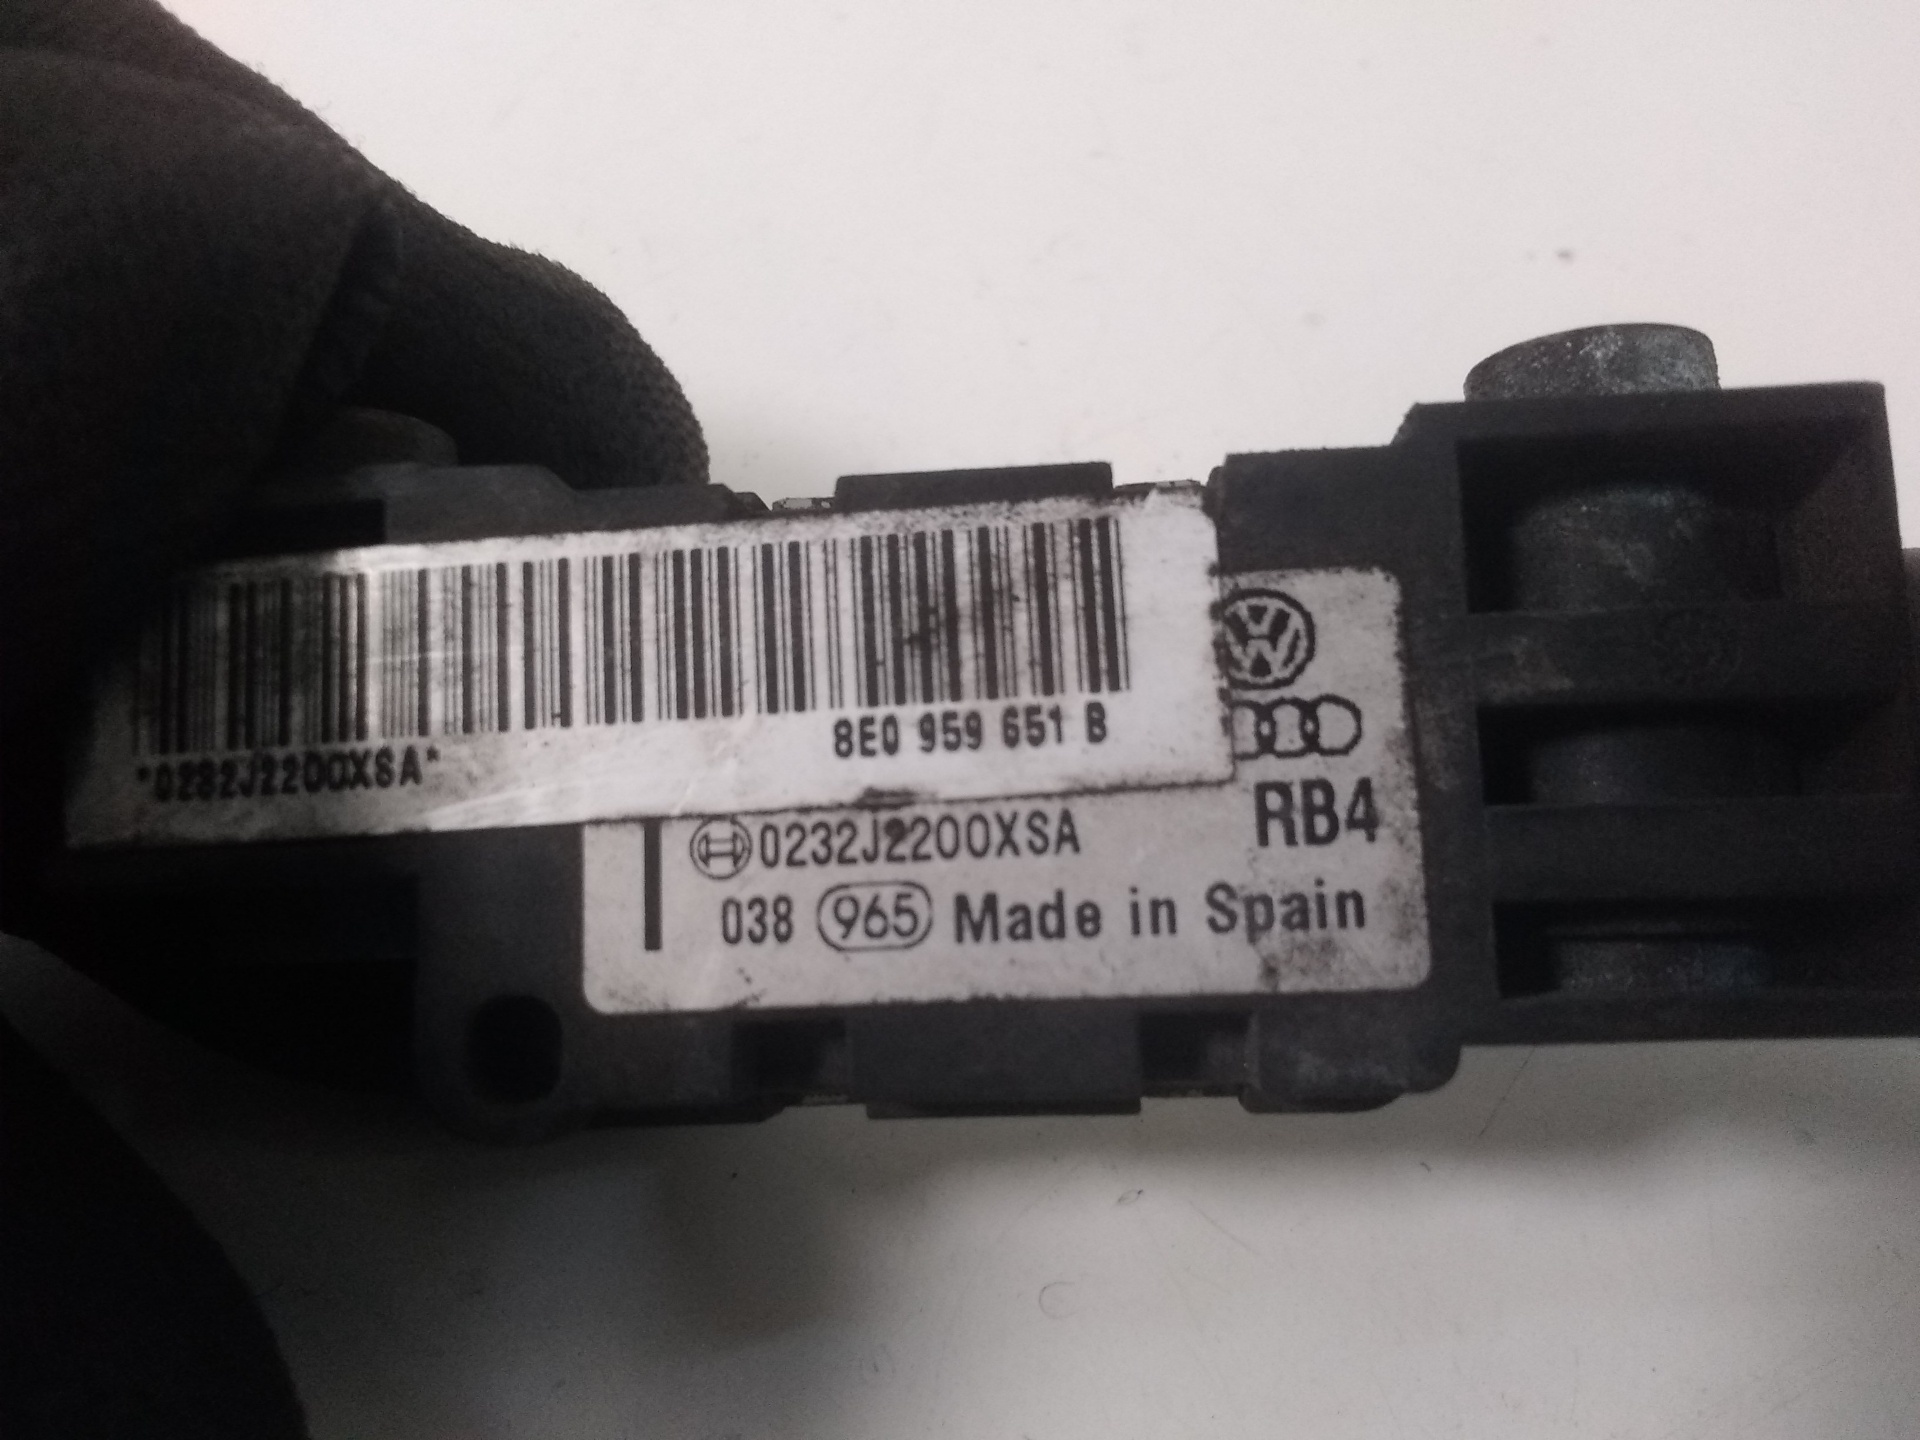 8E0 959 651 B
*0232J2200XSA*
RB4
0232J2200XSA
038 965 Made in Spain